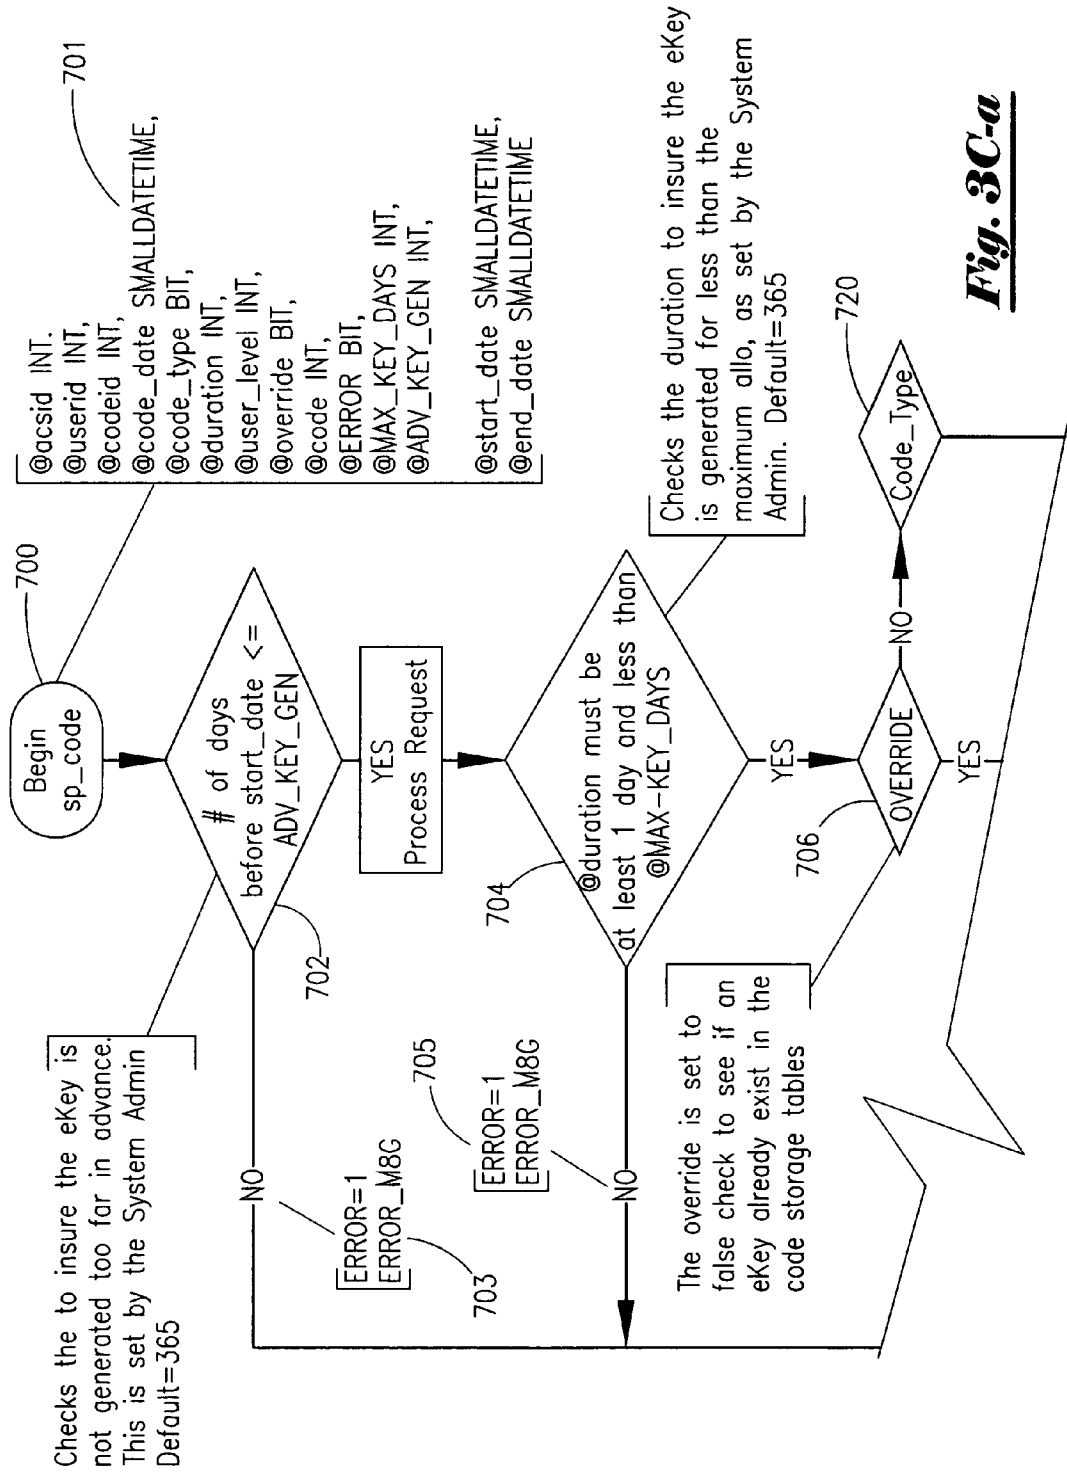 700
Begin
sp_code
701
@acsid INT.
@userid INT,
@codeid INT,
@code_date SMALLDATETIME,
@code_type BIT,
@duration INT,
@user_level INT,
@override BIT,
@code INT,
@ERROR BIT,
@MAX_KEY_DAYS INT,
@ADV_KEY_GEN INT,
@start_date SMALLDATETIME,
@end_date SMALLDATETIME
Checks the to insure the eKey is
not generated too far in advance.
This is set by the System Admin
Default=365
# of days
before start_date <=
ADV_KEY_GEN
702
NO
ERROR=1
ERROR_M8G
703
YES
Process Request
704
@duration must be
at least 1 day and less than
@MAX-KEY_DAYS
Checks the duration to insure the eKey
is generated for less than the
maximum allo, as set by the System
Admin. Default=365
705
ERROR=1
ERROR_M8G
NO
YES
706
OVERRIDE
The override is set to
false check to see if an
eKey already exist in the
code storage tables
NO
Code_Type
720
YES
Fig. 3C-a